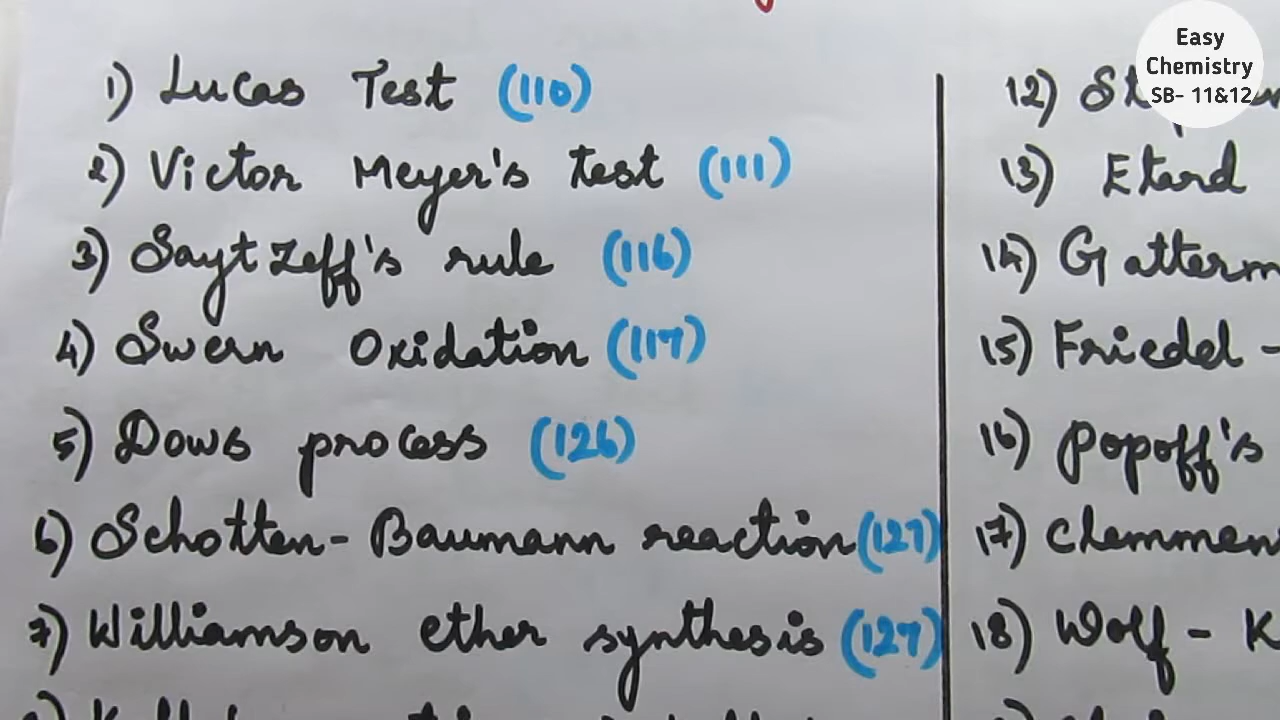 1) Lucas Test (110)
2) Victor Meyer's test (111)
3) Saytzeff's rule (116)
4) Swern Oxidation (117)
5) Dows process (126)
6) Schotten - Baumann reaction (127)
7) Williamson ether synthesis (127)
12)
13) Etard
14) Gatterm
15) Friedel -
16) Popoff's
17) Clemmen
18) Wolf - K
Easy
Chemistry
SB- 11&12